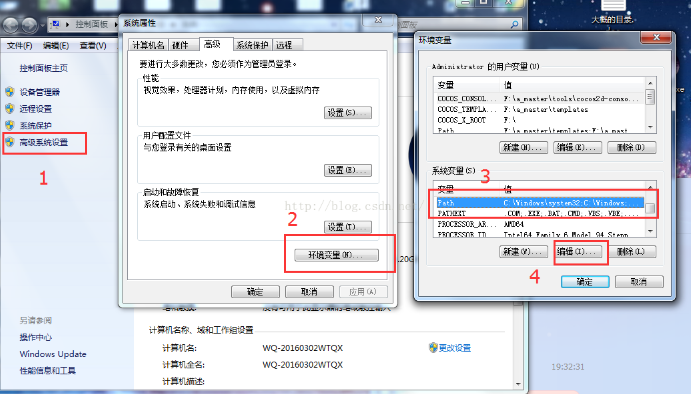 控制面板
大概的目录.
文件(F) 编辑(E) 查看(V)
控制面板主页
设备管理器
远程设置
系统保护
高级系统设置
1
另请参阅
操作中心
Windows Update
性能信息和工具
系统属性
计算机名 硬件 高级 系统保护 远程
要进行大多数更改，您必须作为管理员登录。
性能
视觉效果，处理器计划，内存使用，以及虚拟内存
设置(S)...
用户配置文件
与您登录有关的桌面设置
设置(E)...
启动和故障恢复
系统启动、系统失败和调试信息
设置(T)...
2
环境变量(N)...
确定 取消 应用(A)
http://blog.csdn.net/
计算机名称、域和工作组设置
计算机名: WQ-20160302WTQX
更改设置
计算机全名: WQ-20160302WTQX
计算机描述:
环境变量
Administrator 的用户变量(U)
变量 值
COCOS_CONSOL... F:\a_master\tools\cocos2d-conso...
COCOS_TEMPLA... F:\a_master\templates
COCOS_X_ROOT F:\
Path F:\a_master\templates;F:\a_mast...
新建(N)... 编辑(E)... 删除(D)
系统变量(S)
3
变量 值
Path C:\Windows\system32;C:\Windows;...
PATHEXT .COM;.EXE;.BAT;.CMD;.VBS;.VBE;....
PROCESSOR_AR... AMD64
PROCESSOR_ID Intel64 Family 6 Model 94 Stepp...
新建(W)... 编辑(I)... 删除(L)
4
确定 取消
19:32:31